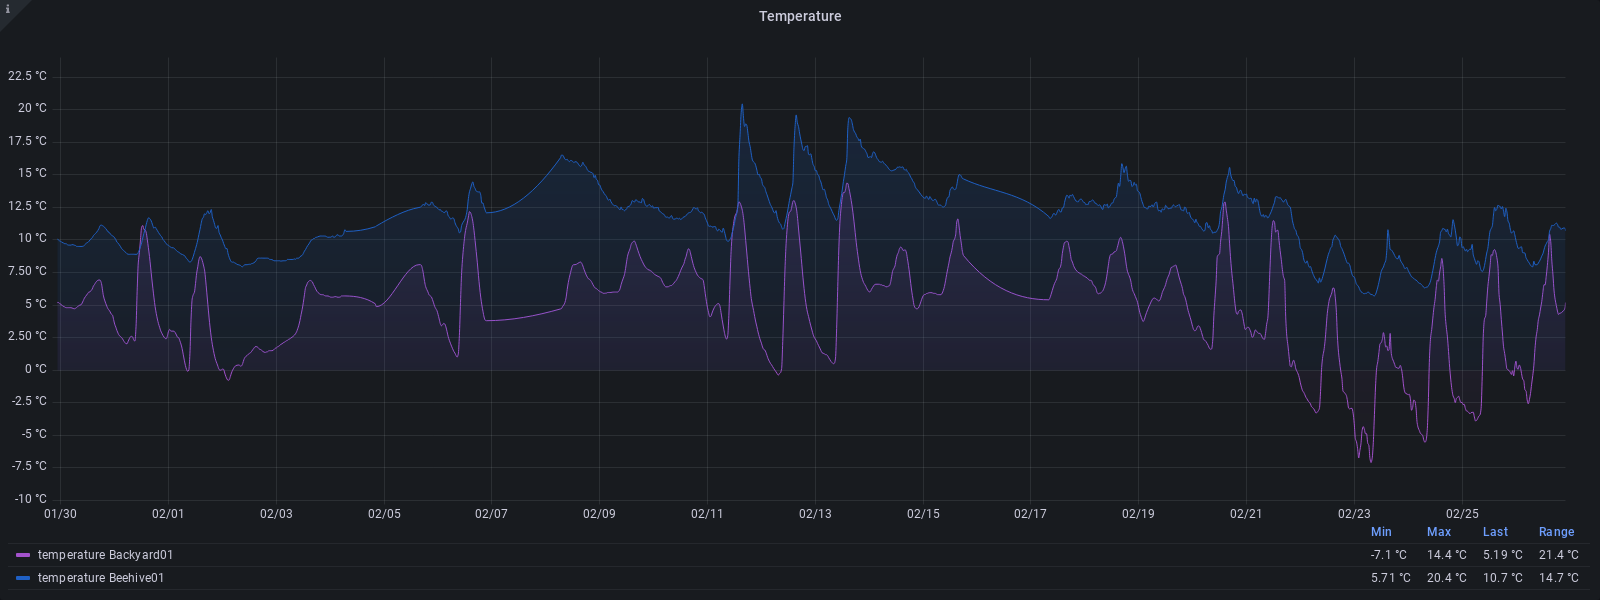 i
Temperature
22.5 °C
20 °C
17.5 °C
15 °C
12.5 °C
10 °C
7.50 °C
5 °C
2.50 °C
0 °C
-2.5 °C
-5 °C
-7.5 °C
-10 °C
01/30 02/01 02/03 02/05 02/07 02/09 02/11 02/13 02/15 02/17 02/19 02/21 02/23 02/25
Min Max Last Range
temperature Backyard01 -7.1 °C 14.4 °C 5.19 °C 21.4 °C
temperature Beehive01 5.71 °C 20.4 °C 10.7 °C 14.7 °C